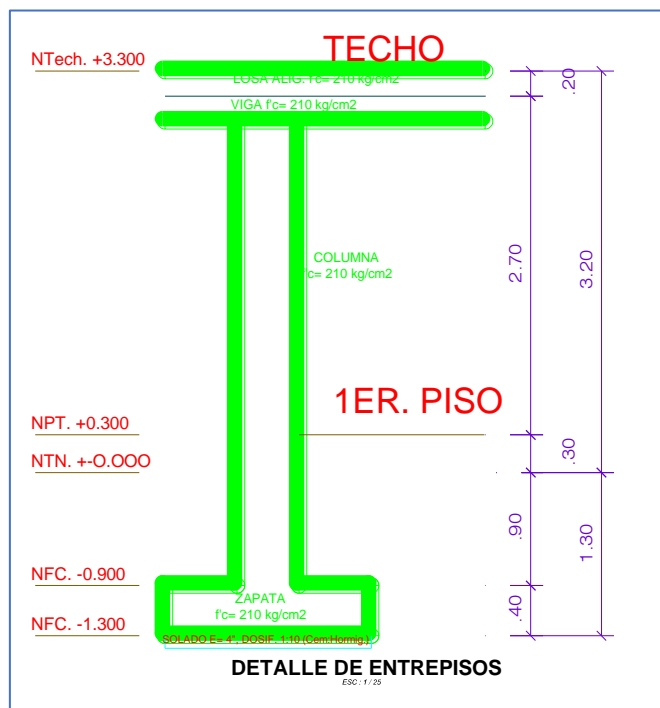 TECHO
NTech. +3.300
LOSA ALIG. f'c= 210 kg/cm2
.20
VIGA f'c= 210 kg/cm2
COLUMNA
f'c= 210 kg/cm2
2.70
3.20
1ER. PISO
NPT. +0.300
.30
NTN. +-O.OOO
.90
1.30
NFC. -0.900
ZAPATA
f'c= 210 kg/cm2
.40
NFC. -1.300
SOLADO E= 4", DOSIF. 1:10 (Cem:Hormig.)
DETALLE DE ENTREPISOS
ESC : 1 / 25